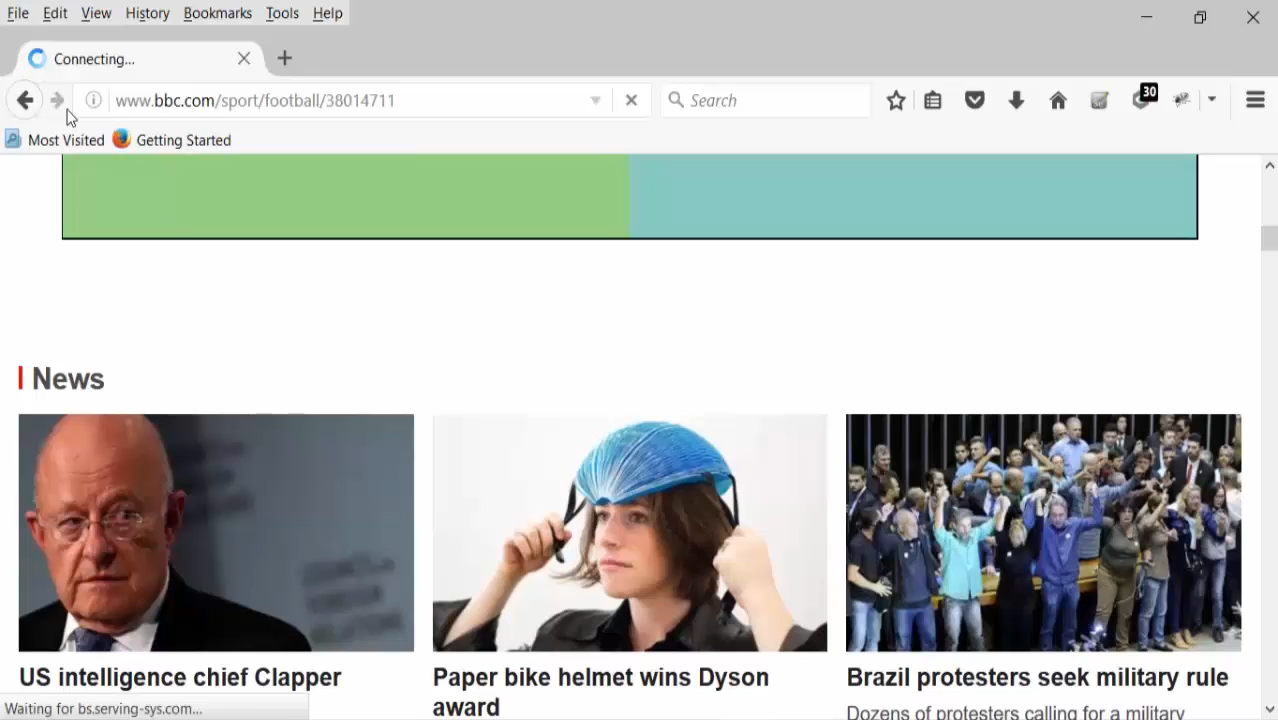 File Edit View History Bookmarks Tools Help
Connecting...
www.bbc.com/sport/football/38014711 Search 30
Most Visited Getting Started
News
US intelligence chief Clapper
Paper bike helmet wins Dyson
award
Brazil protesters seek military rule
Dozens of protesters calling for a military
Waiting for bs.serving-sys.com...